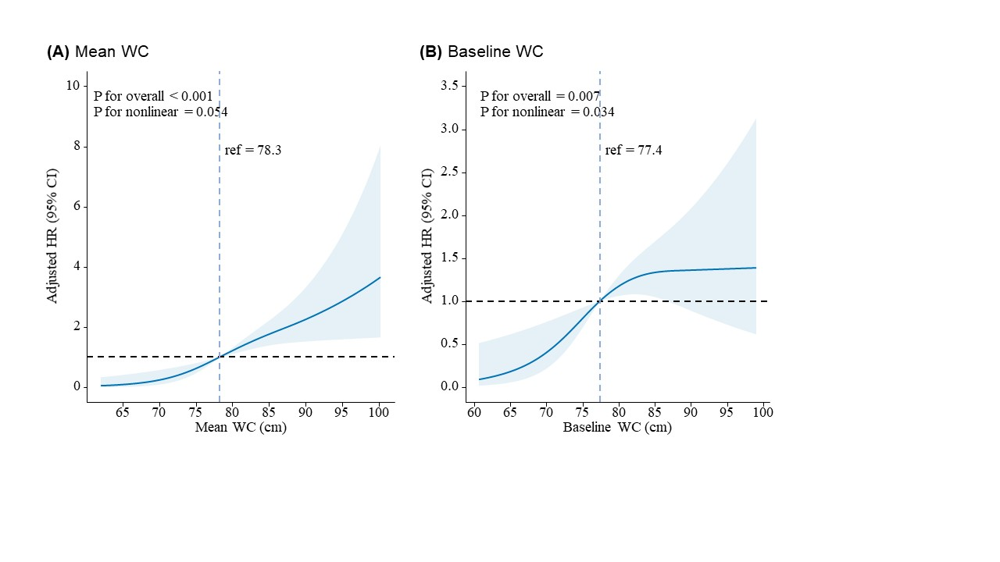 (A) Mean WC
10
8
6
4
2
0
Adjusted HR (95% CI)
P for overall < 0.001
P for nonlinear = 0.054
ref = 78.3
65 70 75 80 85 90 95 100
Mean WC (cm)
(B) Baseline WC
3.5
3.0
2.5
2.0
1.5
1.0
0.5
0.0
Adjusted HR (95% CI)
P for overall = 0.007
P for nonlinear = 0.034
ref = 77.4
60 65 70 75 80 85 90 95 100
Baseline WC (cm)